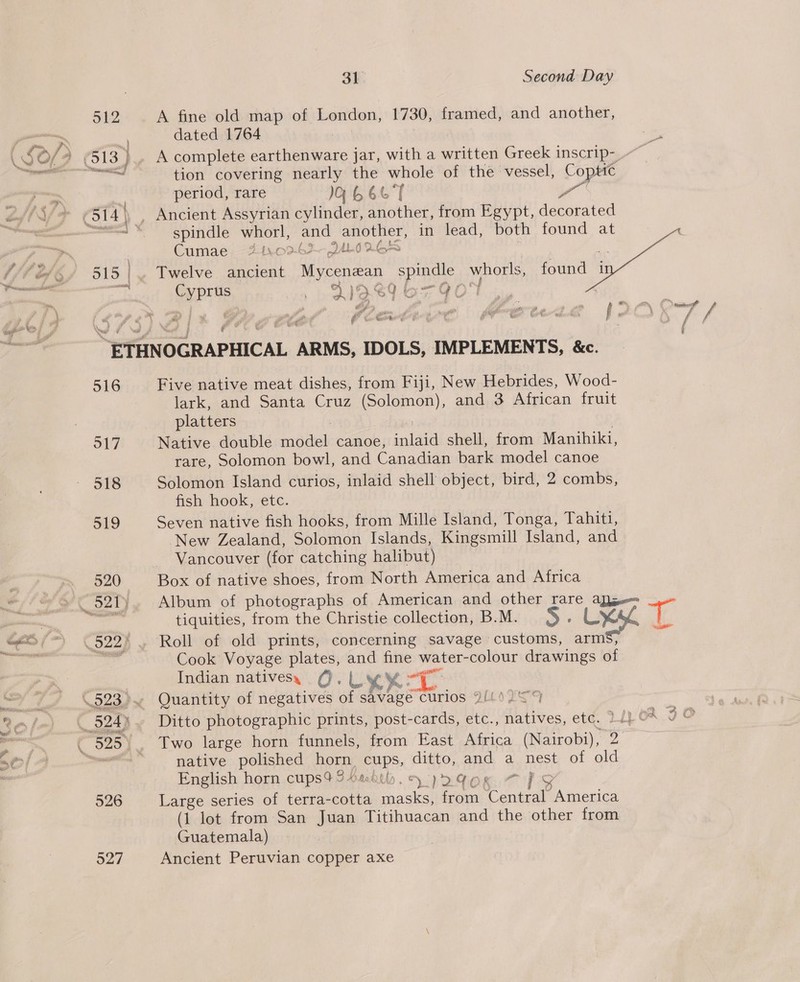 31 Second Day
512 A fine old map of London, 1730, framed, and another,
dated 1764
513 A complete earthenware jar, with a written Greek inscrip-
tion covering nearly the whole of the vessel, Coptic
period, rare
514 Ancient Assyrian cylinder, another, from Egypt, decorated
spindle whorl, and another, in lead, both found at
Cumae
515 Twelve ancient Mycenæan spindle whorls, found in
Cyprus
ETHNOGRAPHICAL ARMS, IDOLS, IMPLEMENTS, &c.
516 Five native meat dishes, from Fiji, New Hebrides, Wood-
lark, and Santa Cruz (Solomon), and 3 African fruit
platters
517 Native double model canoe, inlaid shell, from Manihiki,
rare, Solomon bowl, and Canadian bark model canoe
518 Solomon Island curios, inlaid shell object, bird, 2 combs,
fish hook, etc.
519 Seven native fish hooks, from Mille Island, Tonga, Tahiti,
New Zealand, Solomon Islands, Kingsmill Island, and
Vancouver (for catching halibut)
520 Box of native shoes, from North America and Africa
521 Album of photographs of American and other rare an-
tiquities, from the Christie collection, B.M.
522 Roll of old prints, concerning savage customs, arms,
Cook Voyage plates, and fine water-colour drawings of
Indian natives
523 Quantity of negatives of savage curios
524 Ditto photographic prints, post-cards, etc., natives, etc.
525 Two large horn funnels, from East Africa (Nairobi), 2
native polished horn cups, ditto, and a nest of old
English horn cups
526 Large series of terra-cotta masks, from Central America
(1 lot from San Juan Titihuacan and the other from
Guatemala)
527 Ancient Peruvian copper axe